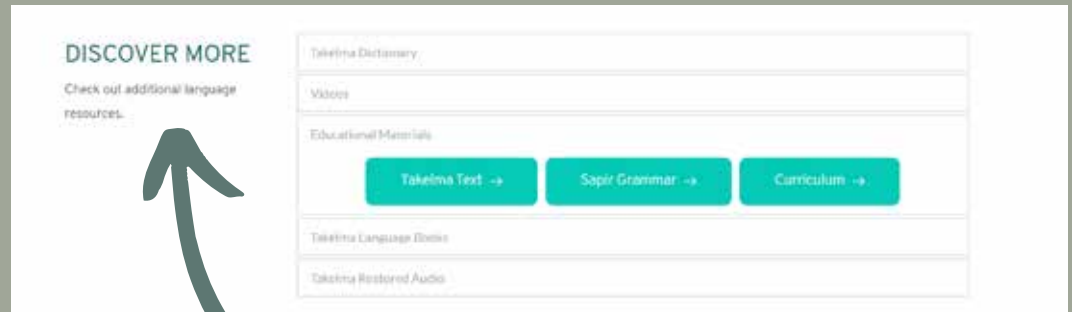 DISCOVER MORE
Check out additional language
resources.
Takelma Dictionary
Videos
Educational Materials
Takelma Text →
Sapir Grammar →
Curriculum →
Takelma Language Books
Takelma Restored Audio